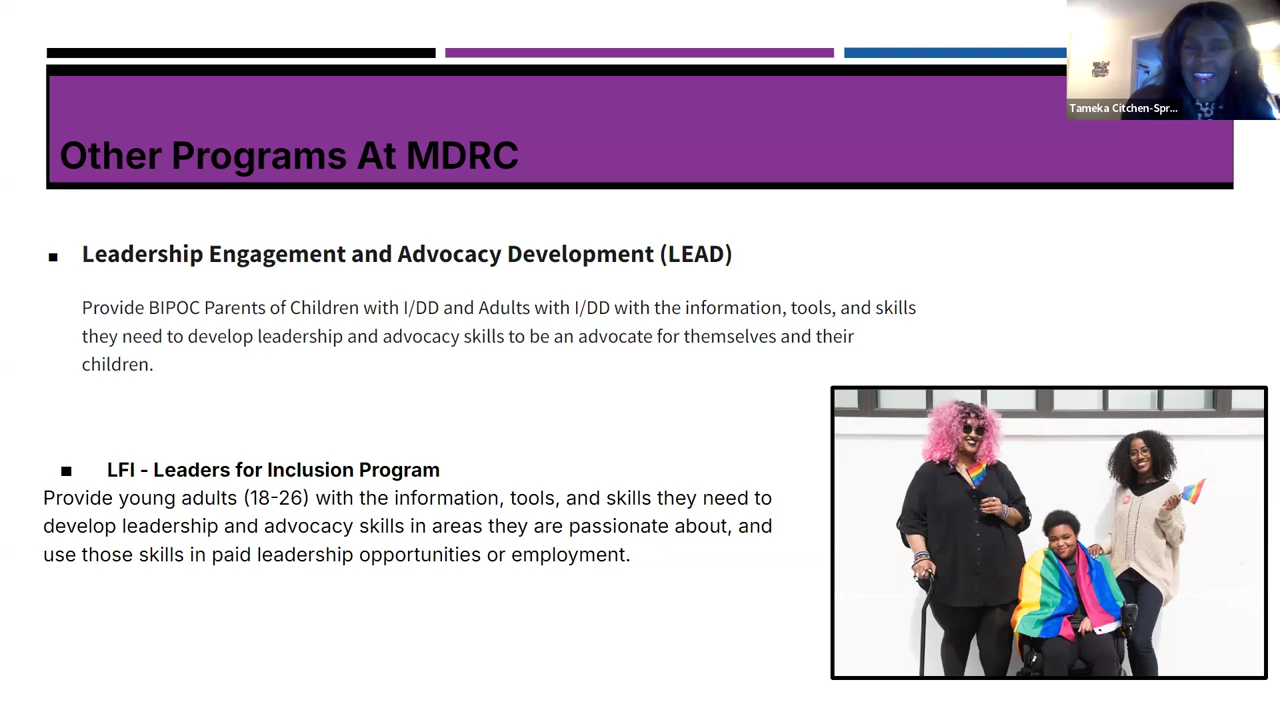 Tameka Citchen-Spr...
Other Programs At MDRC
▪ Leadership Engagement and Advocacy Development (LEAD)
Provide BIPOC Parents of Children with I/DD and Adults with I/DD with the information, tools, and skills
they need to develop leadership and advocacy skills to be an advocate for themselves and their
children.
▪ LFI - Leaders for Inclusion Program
Provide young adults (18-26) with the information, tools, and skills they need to
develop leadership and advocacy skills in areas they are passionate about, and
use those skills in paid leadership opportunities or employment.